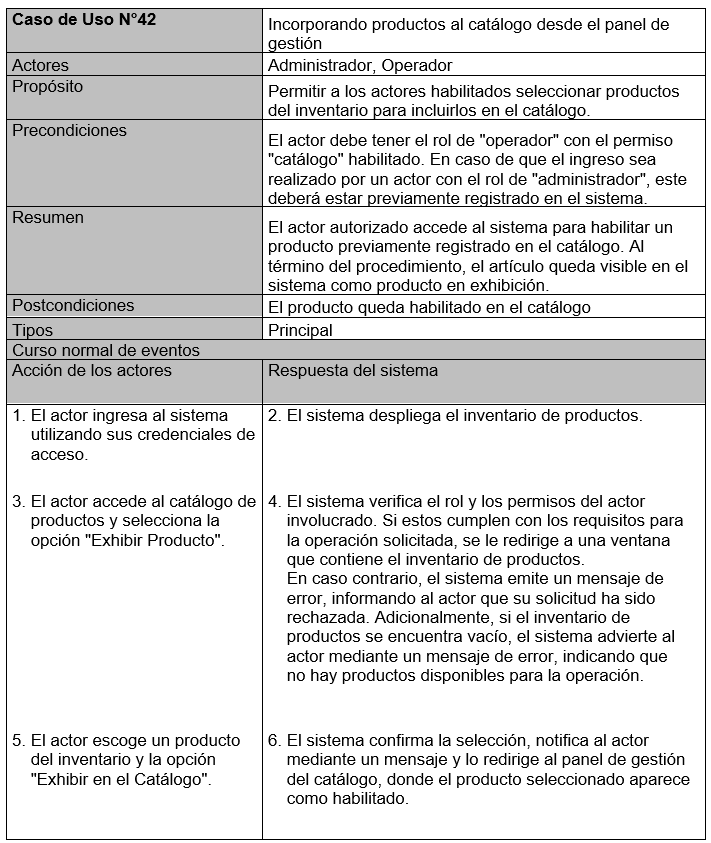 Caso de Uso N°42
Incorporando productos al catálogo desde el panel de
gestión
Actores
Administrador, Operador
Propósito
Permitir a los actores habilitados seleccionar productos
del inventario para incluirlos en el catálogo.
Precondiciones
El actor debe tener el rol de "operador" con el permiso
"catálogo" habilitado. En caso de que el ingreso sea
realizado por un actor con el rol de "administrador", este
deberá estar previamente registrado en el sistema.
Resumen
El actor autorizado accede al sistema para habilitar un
producto previamente registrado en el catálogo. Al
término del procedimiento, el artículo queda visible en el
sistema como producto en exhibición.
Postcondiciones
El producto queda habilitado en el catálogo
Tipos
Principal
Curso normal de eventos
Acción de los actores
Respuesta del sistema
1. El actor ingresa al sistema
utilizando sus credenciales de
acceso.
2. El sistema despliega el inventario de productos.
3. El actor accede al catálogo de
productos y selecciona la
opción "Exhibir Producto".
4. El sistema verifica el rol y los permisos del actor
involucrado. Si estos cumplen con los requisitos para
la operación solicitada, se le redirige a una ventana
que contiene el inventario de productos.
En caso contrario, el sistema emite un mensaje de
error, informando al actor que su solicitud ha sido
rechazada. Adicionalmente, si el inventario de
productos se encuentra vacío, el sistema advierte al
actor mediante un mensaje de error, indicando que
no hay productos disponibles para la operación.
5. El actor escoge un producto
del inventario y la opción
"Exhibir en el Catálogo".
6. El sistema confirma la selección, notifica al actor
mediante un mensaje y lo redirige al panel de gestión
del catálogo, donde el producto seleccionado aparece
como habilitado.